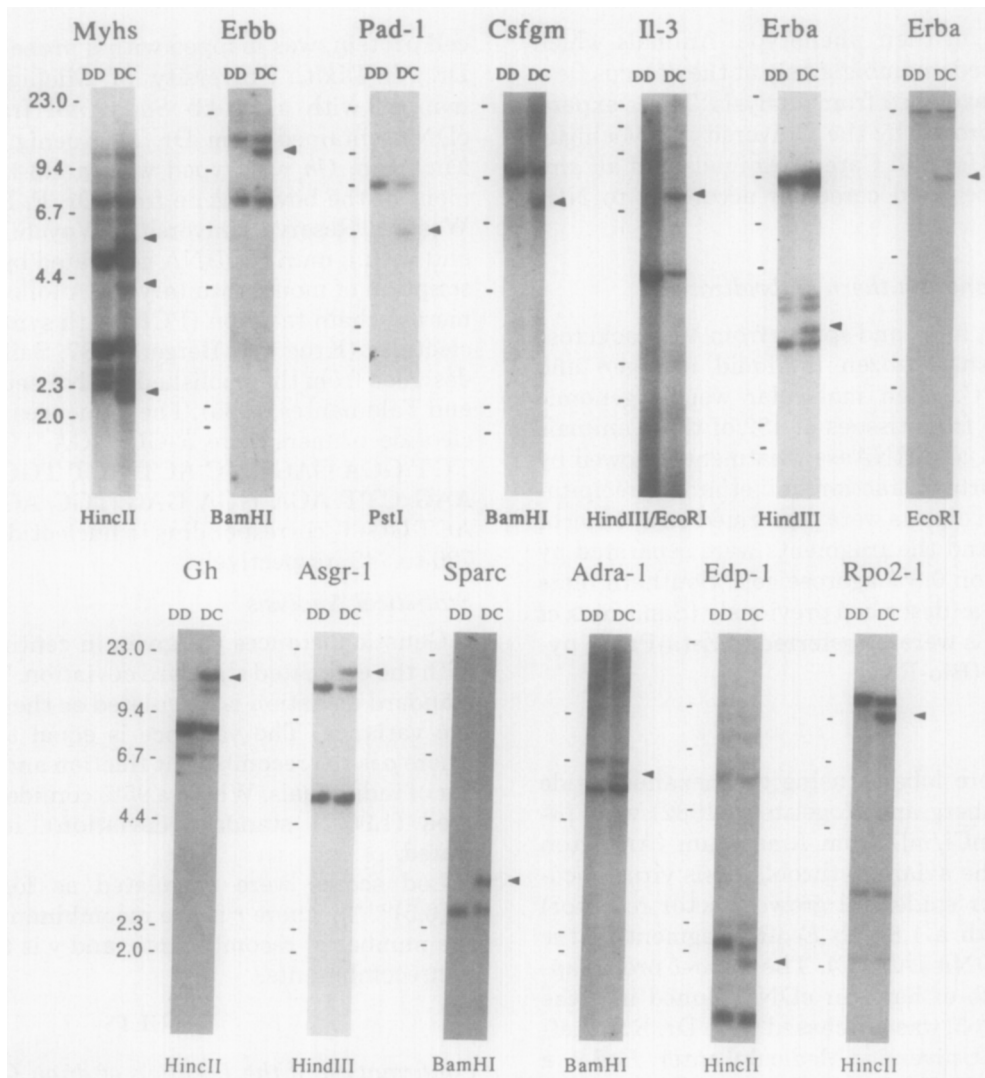 Myhs Erbb Pad-1 Csfgm Il-3 Erba Erba
DD DC DD DC DD DC DD DC DD DC DD DC DD DC
23.0
9.4
6.7
4.4
2.3
2.0
HincII BamHI PstI BamHI HindIII/EcoRI HindIII EcoRI
Gh Asgr-1 Sparc Adra-1 Edp-1 Rpo2-1
DD DC DD DC DD DC DD DC DD DC DD DC
23.0
9.4
6.7
4.4
2.3
2.0
HincII HindIII BamHI BamHI HincII HincII